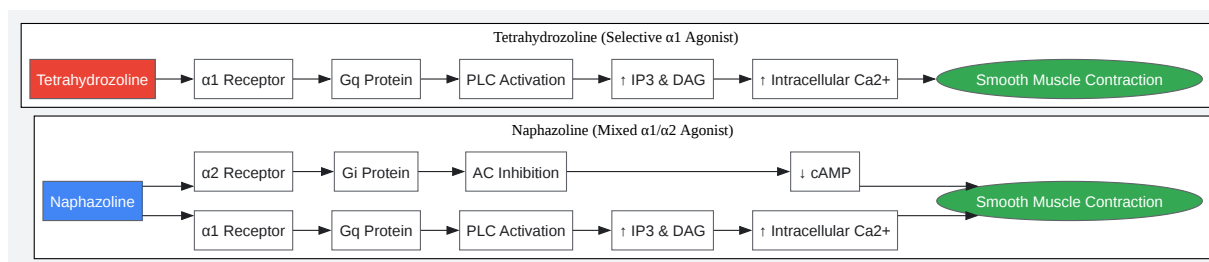 Tetrahydrozoline (Selective α1 Agonist)
Tetrahydrozoline
α1 Receptor
Gq Protein
PLC Activation
↑ IP3 & DAG
↑ Intracellular Ca2+
Smooth Muscle Contraction
Naphazoline (Mixed α1/α2 Agonist)
Naphazoline
α2 Receptor
Gi Protein
AC Inhibition
↓ cAMP
α1 Receptor
Gq Protein
PLC Activation
↑ IP3 & DAG
↑ Intracellular Ca2+
Smooth Muscle Contraction